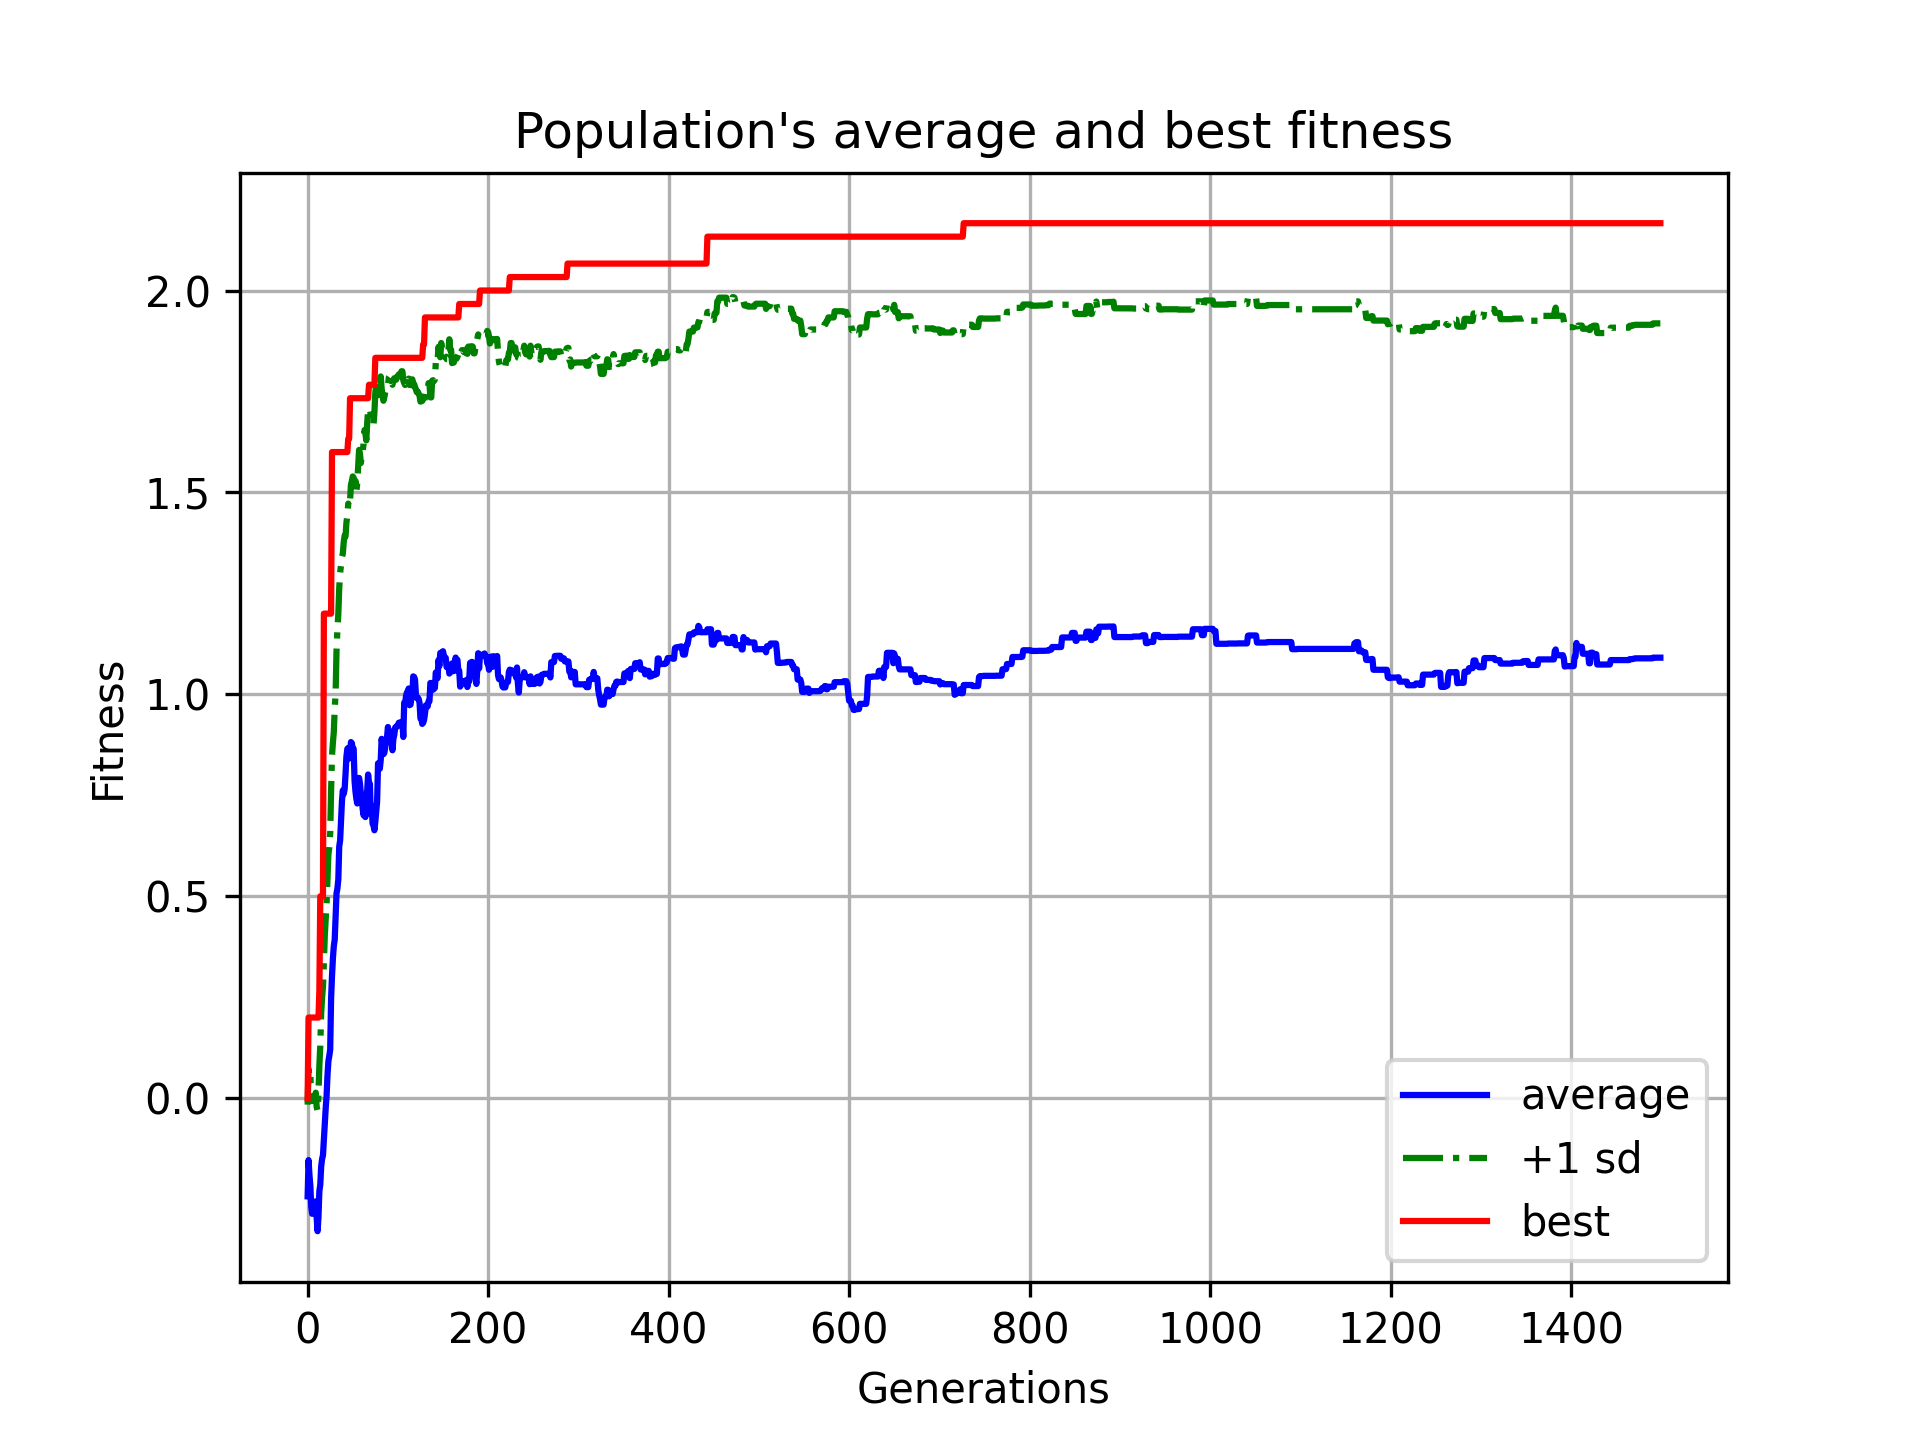 Population's average and best fitness
Fitness
2.0
1.5
1.0
0.5
0.0
average
+1 sd
best
0 200 400 600 800 1000 1200 1400
Generations